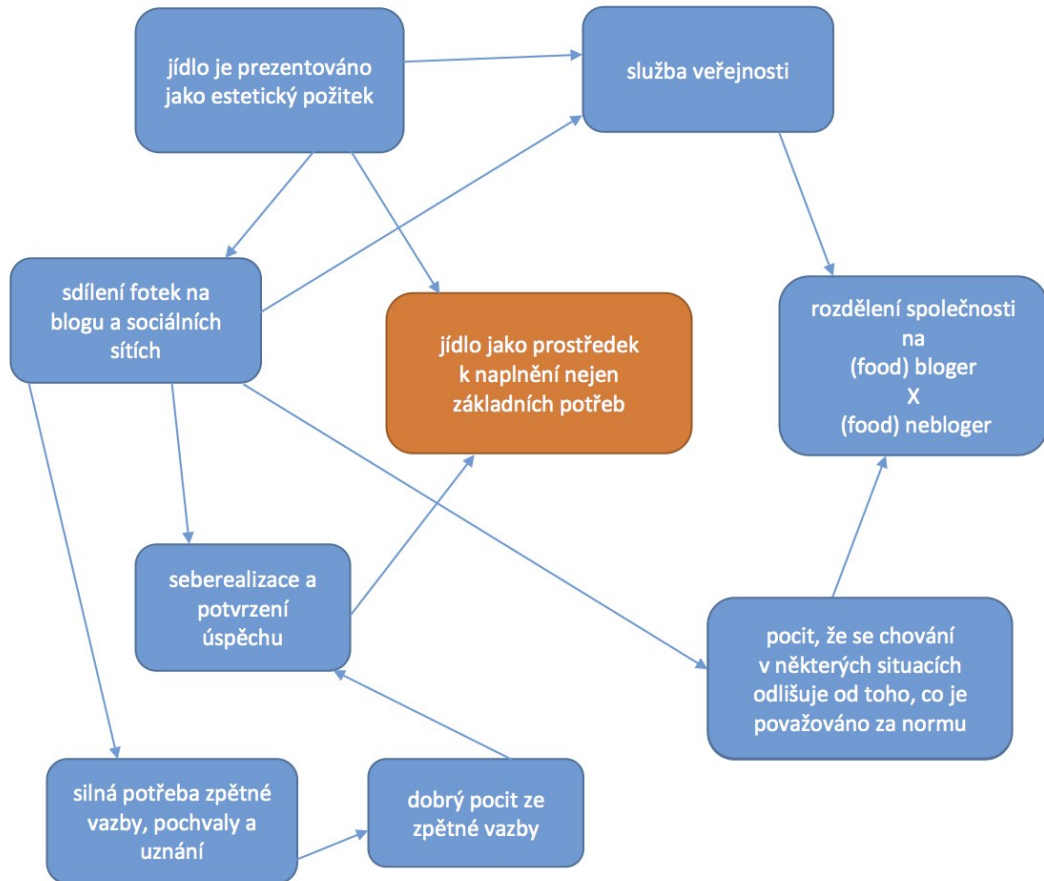 jídlo je prezentováno
jako estetický požitek
služba veřejnosti
sdílení fotek na
blogu a sociálních
sítích
jídlo jako prostředek
k naplnění nejen
základních potřeb
rozdělení společnosti
na
(food) bloger
X
(food) nebloger
seberealizace a
potvrzení
úspěchu
pocit, že se chování
v některých situacích
odlišuje od toho, co je
považováno za normu
silná potřeba zpětné
vazby, pochvaly a
uznání
dobrý pocit ze
zpětné vazby